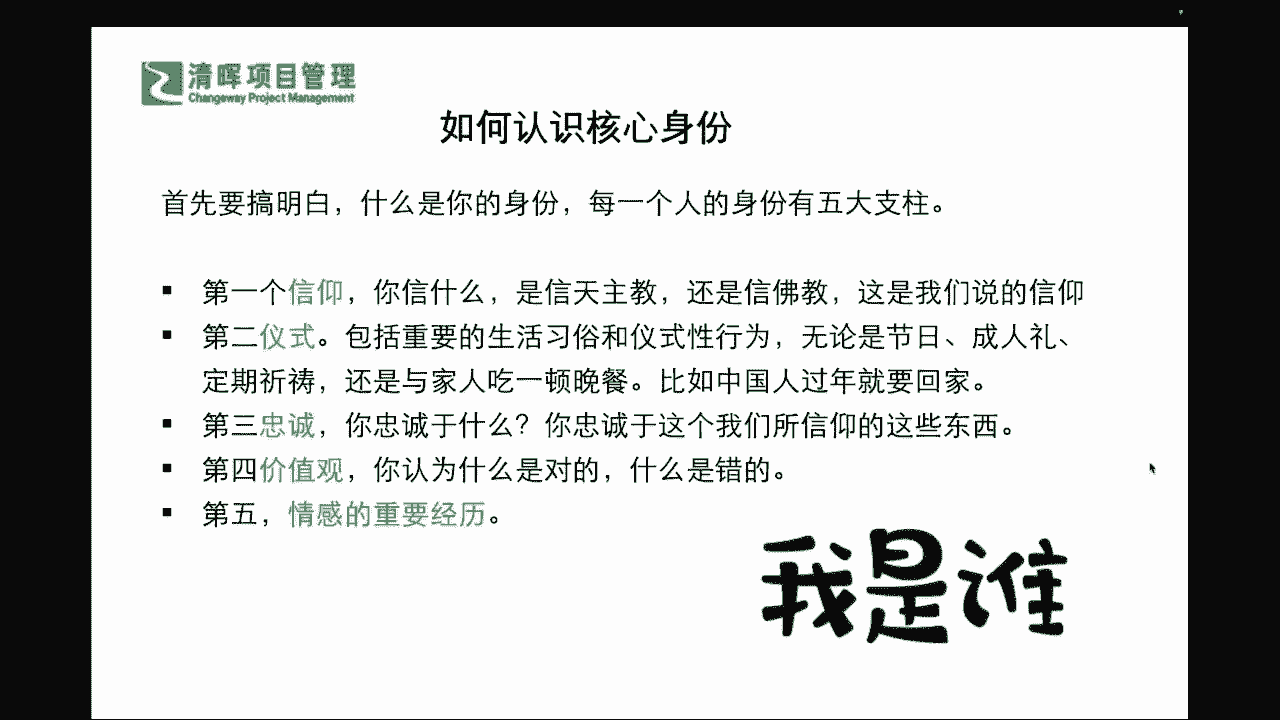 清晖项目管理
Changeway Project Management
如何认识核心身份
首先要搞明白，什么是你的身份，每一个人的身份有五大支柱。
▪ 第一个信仰，你信什么，是信天主教，还是信佛教，这是我们说的信仰
▪ 第二仪式。包括重要的生活习俗和仪式性行为，无论是节日、成人礼、
定期祈祷，还是与家人吃一顿晚餐。比如中国人过年就要回家。
▪ 第三忠诚，你忠诚于什么？你忠诚于这个我们所信仰的这些东西。
▪ 第四价值观，你认为什么是对的，什么是错的。
▪ 第五，情感的重要经历。
我是谁